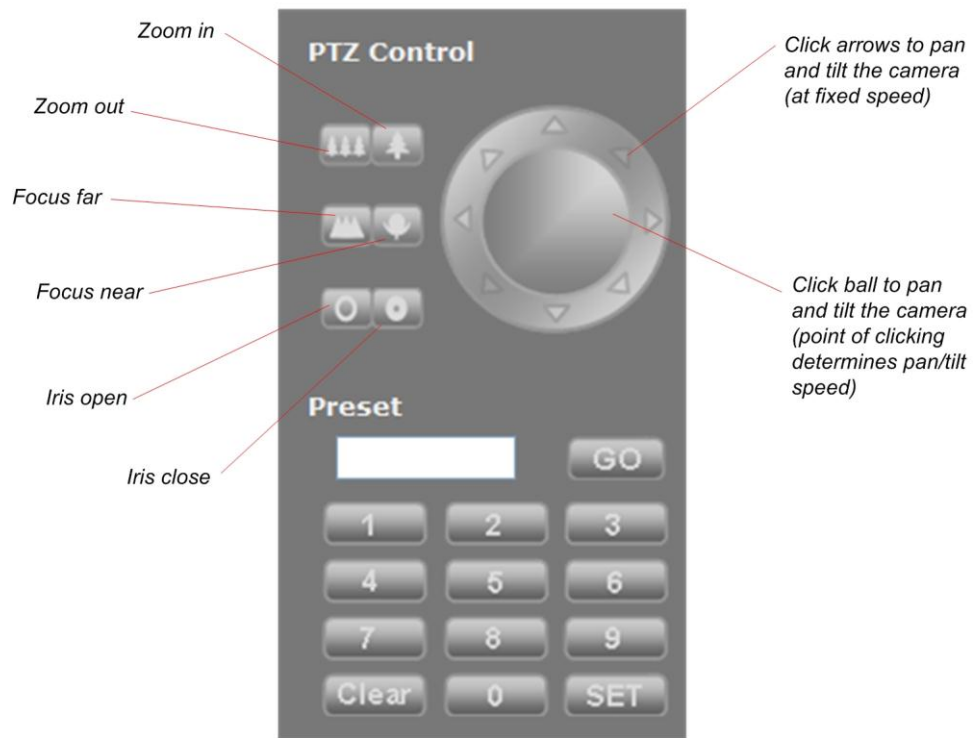 Zoom in
PTZ Control
Click arrows to pan
and tilt the camera
(at fixed speed)
Zoom out
Focus far
Focus near
Click ball to pan
and tilt the camera
(point of clicking
determines pan/tilt
speed)
Iris open
Preset
Iris close
GO
1 2 3
4 5 6
7 8 9
Clear 0 SET